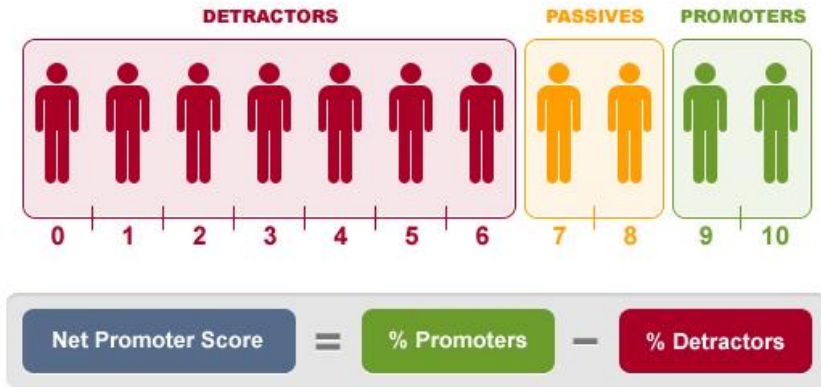 DETRACTORS PASSIVES PROMOTERS
0 1 2 3 4 5 6 7 8 9 10
Net Promoter Score = % Promoters − % Detractors